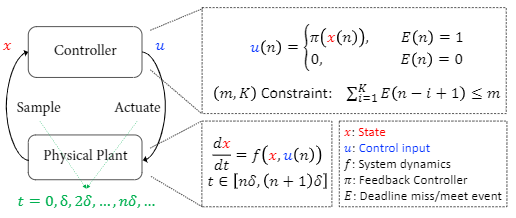 x
Controller
u
Sample
Actuate
Physical Plant
t = 0, δ, 2δ, ..., nδ, ...
u(n) = {π(x(n)), E(n) = 1
0, E(n) = 0
(m, K) Constraint: ∑_{i=1}^{K} E(n − i + 1) ≤ m
dx/dt = f(x, u(n))
t ∈ [nδ, (n + 1)δ]
x: State
u: Control input
f: System dynamics
π: Feedback Controller
E: Deadline miss/meet event